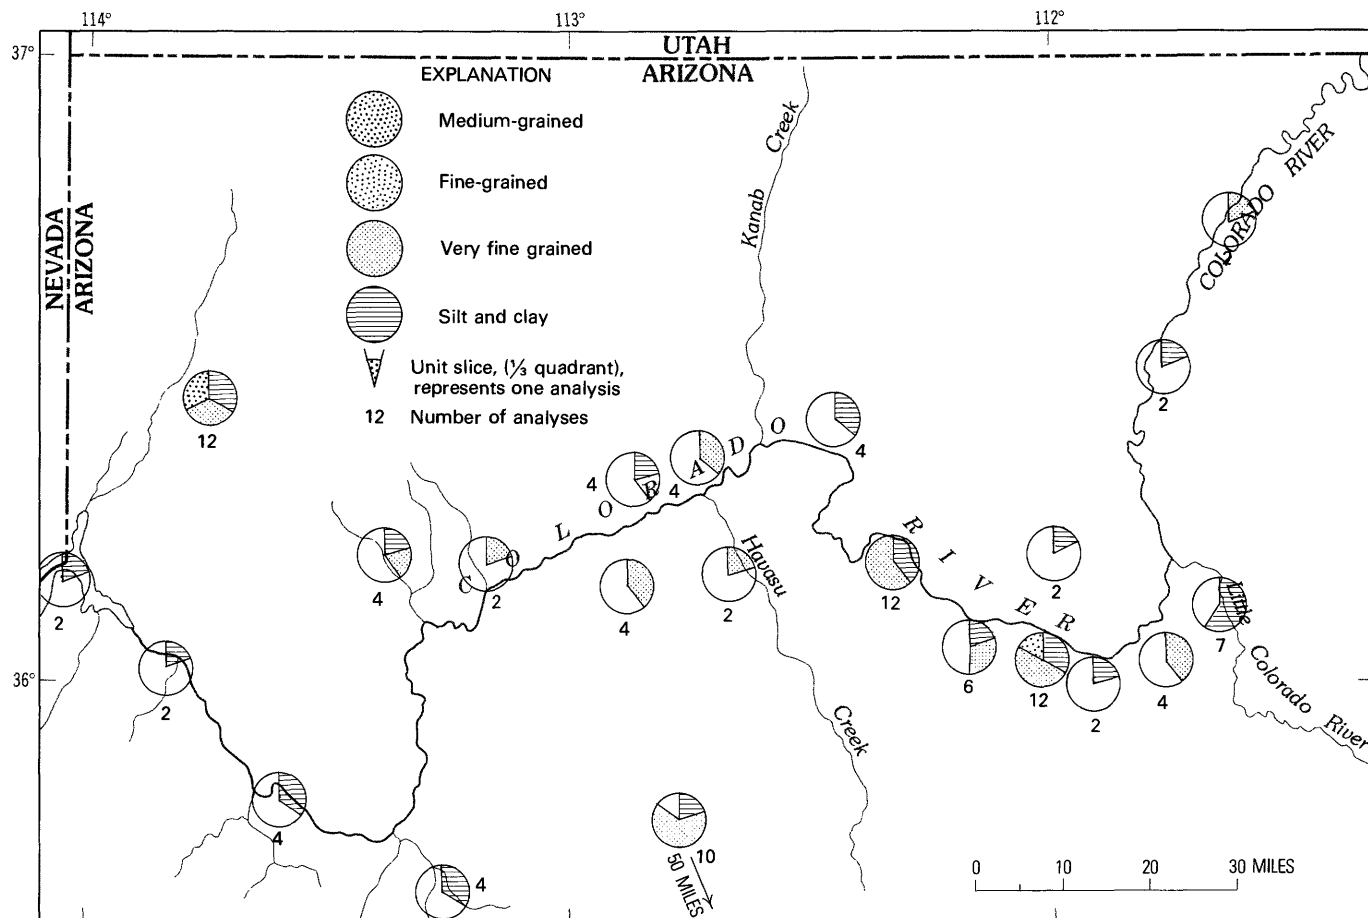 114°
113°
112°
37°
UTAH
ARIZONA
NEVADA
ARIZONA
EXPLANATION
Medium-grained
Fine-grained
Very fine grained
Silt and clay
Unit slice, (⅓ quadrant),
represents one analysis
12 Number of analyses
Kanab Creek
COLORADO RIVER
12
2
4
4
4
COLORADO RIVER
Havasu Creek
4
2
4
2
12
2
7
Little Colorado River
2
6
12
2
4
36°
2
4
4
10
50 MILES
0 10 20 30 MILES